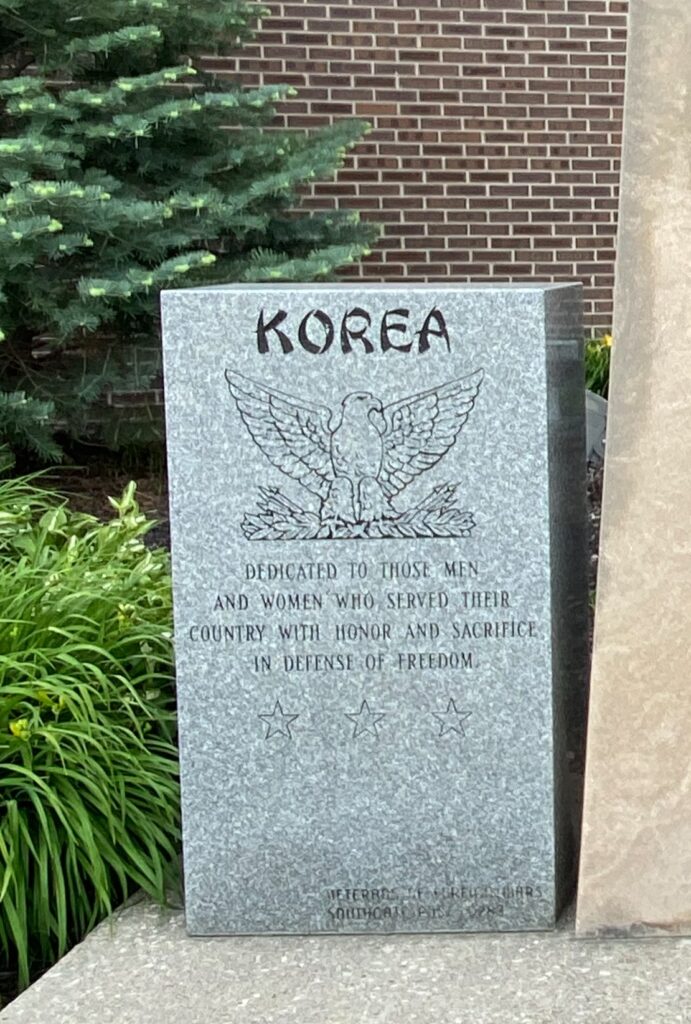 KOREA
DEDICATED TO THOSE MEN
AND WOMEN WHO SERVED THEIR
COUNTRY WITH HONOR AND SACRIFICE
IN DEFENSE OF FREEDOM.
VETERANS OF FOREIGN WARS
SOUTHGATE POST